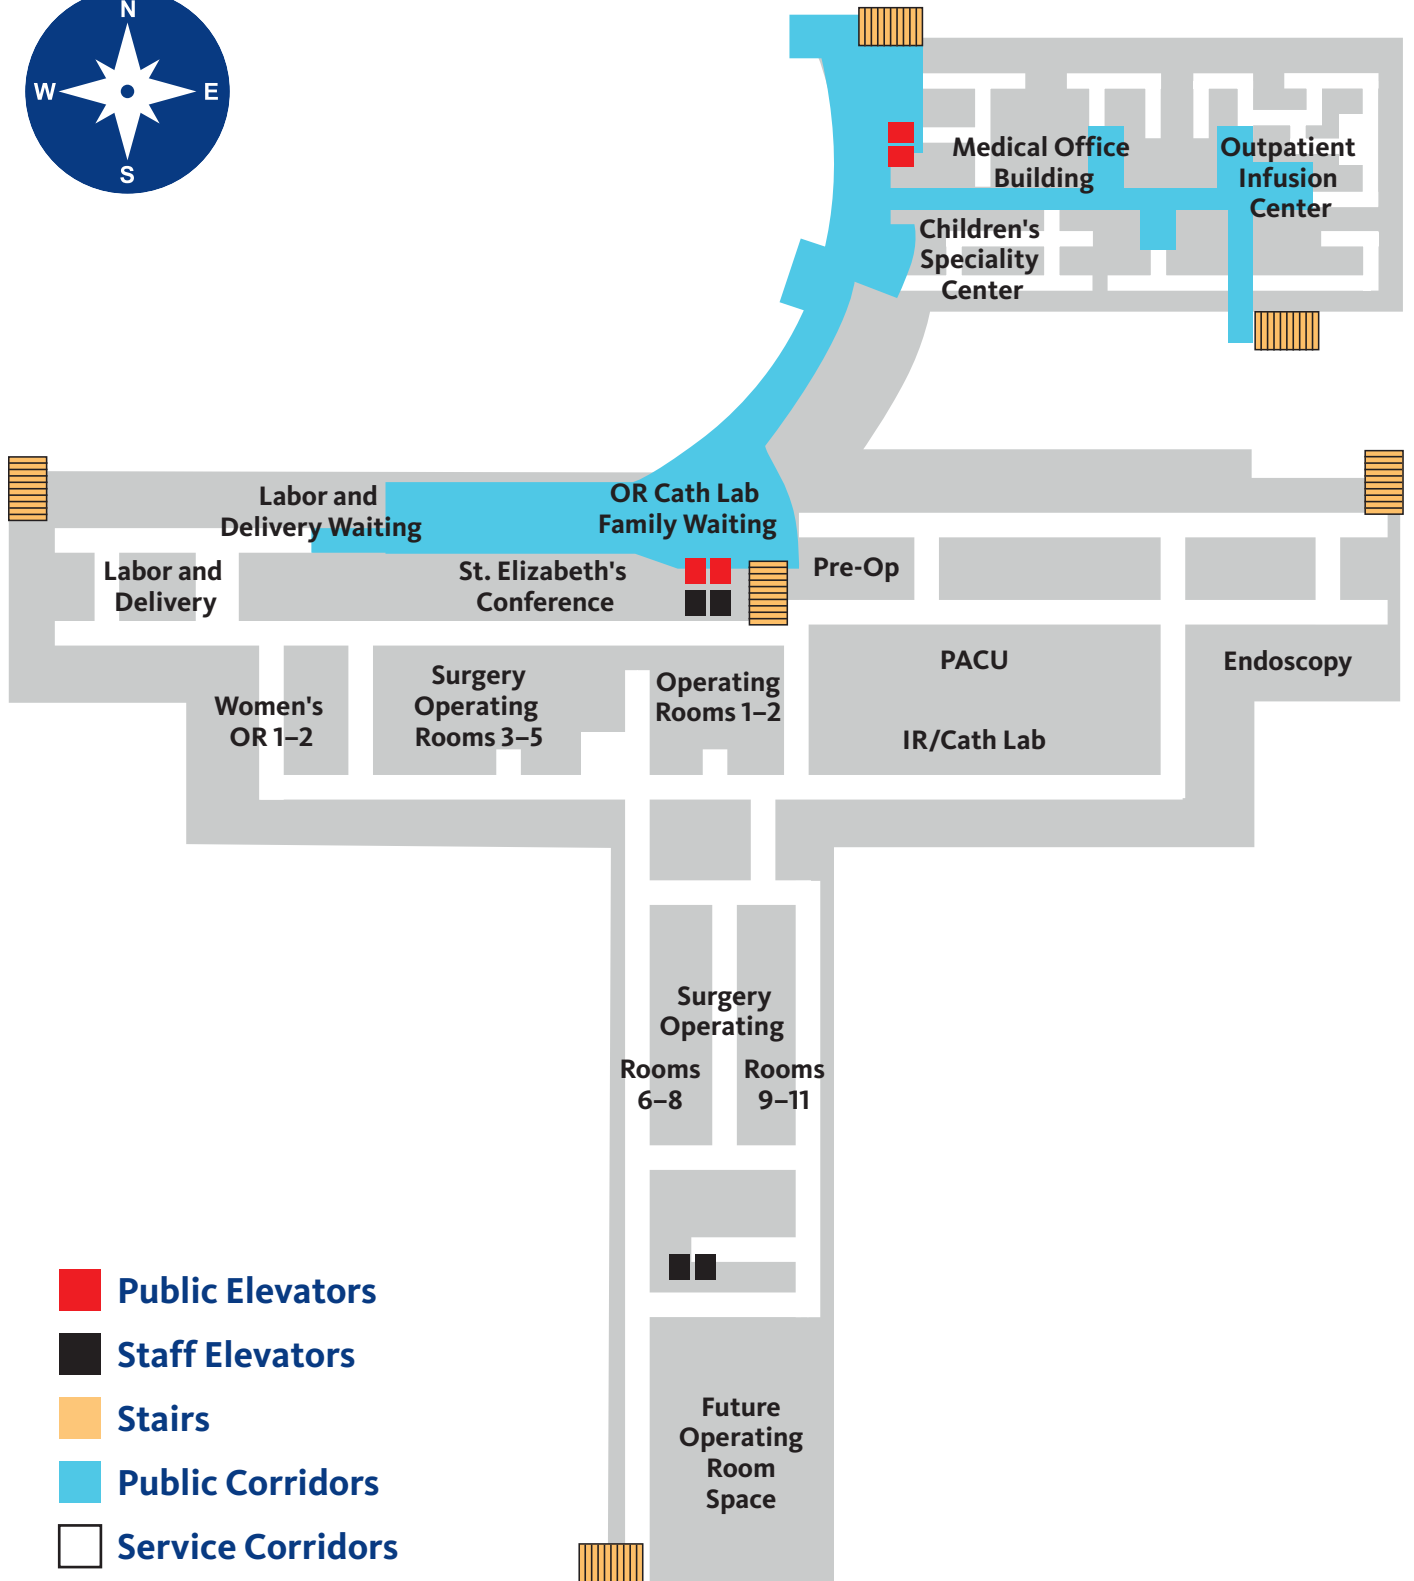 N
W
E
S
Medical Office
Building
Outpatient
Infusion
Center
Children's
Speciality
Center
Labor and
Delivery Waiting
OR Cath Lab
Family Waiting
Labor and
Delivery
St. Elizabeth's
Conference
Pre-Op
Women's
OR 1–2
Surgery
Operating
Rooms 3–5
Operating
Rooms 1–2
PACU
IR/Cath Lab
Endoscopy
Surgery
Operating
Rooms
6–8
Rooms
9–11
Future
Operating
Room
Space
Public Elevators
Staff Elevators
Stairs
Public Corridors
Service Corridors